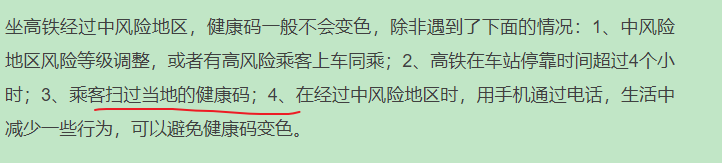 坐高铁经过中风险地区，健康码一般不会变色，除非遇到了下面的情况：1、中风险
地区风险等级调整，或者有高风险乘客上车同乘；2、高铁在车站停靠时间超过4个小
时；3、乘客扫过当地的健康码；4、在经过中风险地区时，用手机通过电话，生活中
减少一些行为，可以避免健康码变色。